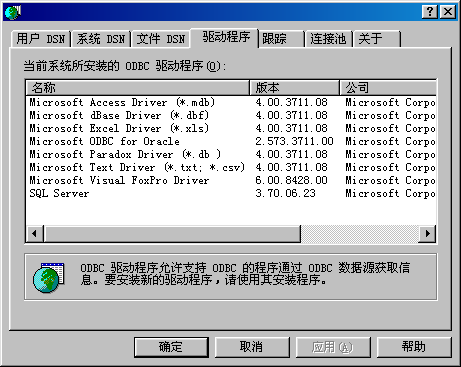 用户 DSN 系统 DSN 文件 DSN 驱动程序 跟踪 连接池 关于
当前系统所安装的 ODBC 驱动程序(O):
名称 版本 公司
Microsoft Access Driver (*.mdb) 4.00.3711.08 Microsoft Corpo
Microsoft dBase Driver (*.dbf) 4.00.3711.08 Microsoft Corpo
Microsoft Excel Driver (*.xls) 4.00.3711.08 Microsoft Corpo
Microsoft ODBC for Oracle 2.573.3711.00 Microsoft Corpo
Microsoft Paradox Driver (*.db ) 4.00.3711.08 Microsoft Corpo
Microsoft Text Driver (*.txt; *.csv) 4.00.3711.08 Microsoft Corpo
Microsoft Visual FoxPro Driver 6.00.8428.00 Microsoft Corpo
SQL Server 3.70.06.23 Microsoft Corpo
ODBC 驱动程序允许支持 ODBC 的程序通过 ODBC 数据源获取信
息。要安装新的驱动程序,请使用其安装程序。
确定 取消 应用(A) 帮助